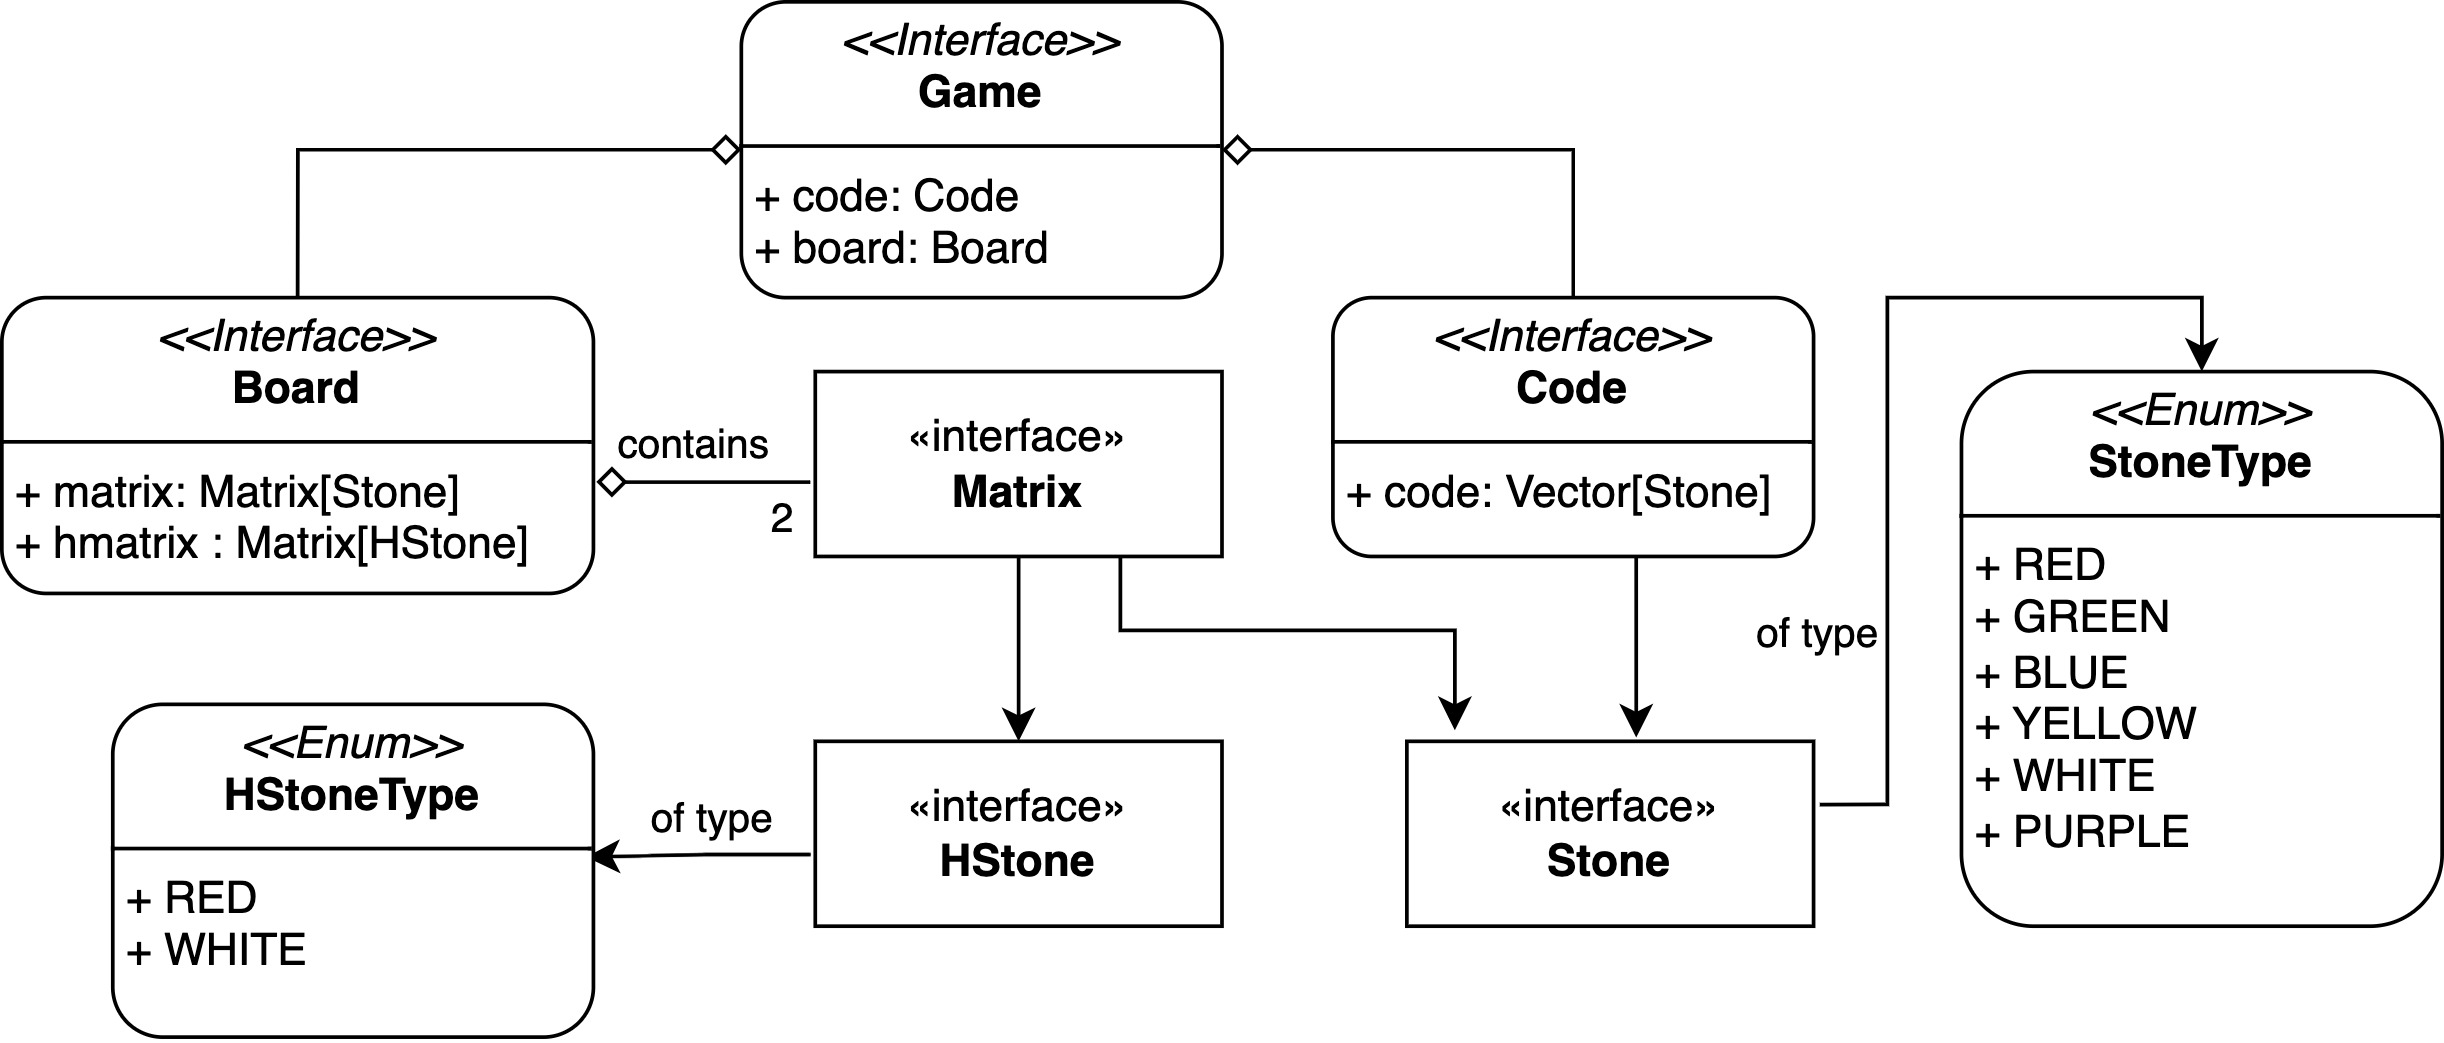 <<Interface>>
Game
+ code: Code
+ board: Board
<<Interface>>
Board
+ matrix: Matrix[Stone]
+ hmatrix : Matrix[HStone]
contains
2
«interface»
Matrix
<<Interface>>
Code
+ code: Vector[Stone]
of type
<<Enum>>
StoneType
+ RED
+ GREEN
+ BLUE
+ YELLOW
+ WHITE
+ PURPLE
<<Enum>>
HStoneType
+ RED
+ WHITE
of type
«interface»
HStone
«interface»
Stone